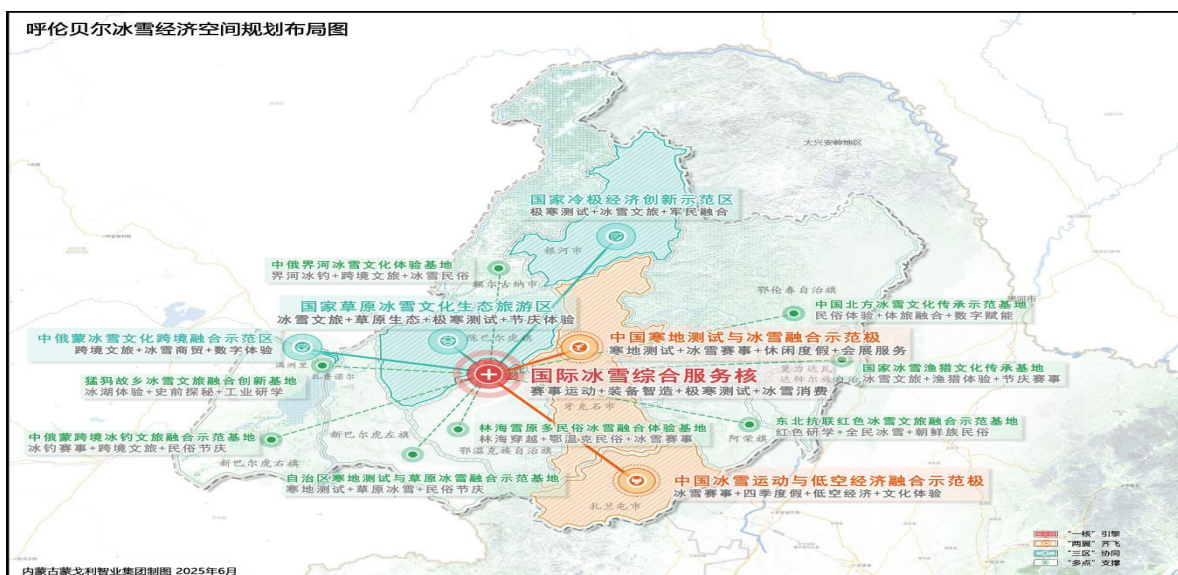 呼伦贝尔冰雪经济空间规划布局图
大兴安岭地区
国家冷极经济创新示范区
极寒测试+冰雪文旅+军民融合
根河市
中俄界河冰雪文化体验基地
界河冰钓+跨境文旅+冰雪民俗
额尔古纳市
鄂伦春自治旗
黑河市
国家草原冰雪文化生态旅游区
冰雪文旅+草原生态+极寒测试+节庆体验
陈巴尔虎旗
中国北方冰雪文化传承示范基地
民俗体验+体旅融合+数字赋能
中俄蒙冰雪文化跨境融合示范区
跨境文旅+冰雪商贸+数字体验
满洲里
扎赉诺尔
中国寒地测试与冰雪融合示范极
寒地测试+冰雪赛事+休闲度假+会展服务
国家冰雪渔猎文化传承基地
冰雪文旅+渔猎体验+节庆赛事
莫力达瓦
达斡尔族自治
猛犸故乡冰雪文旅融合创新基地
冰湖体验+史前探秘+工业研学
国际冰雪综合服务核
赛事运动+装备智造+极寒测试+冰雪消费
牙克石市
中俄蒙跨境冰钓文旅融合示范基地
冰钓赛事+跨境文旅+民俗节庆
新巴尔虎左旗
新巴尔虎右旗
林海雪原多民俗冰雪融合体验基地
林海穿越+鄂温克民俗+冰雪赛事
鄂温克族自治旗
东北抗联红色冰雪文旅融合示范基地
红色研学+全民冰雪+朝鲜族民俗
阿荣旗
自治区寒地测试与草原冰雪融合示范基地
寒地测试+草原冰雪+民俗节庆
中国冰雪运动与低空经济融合示范极
冰雪赛事+四季度假+低空经济+文化体验
扎兰屯市
“一核”引擎
“两翼”齐飞
“三区”协同
“多点”支撑
内蒙古蒙戈利智业集团制图 2025年6月